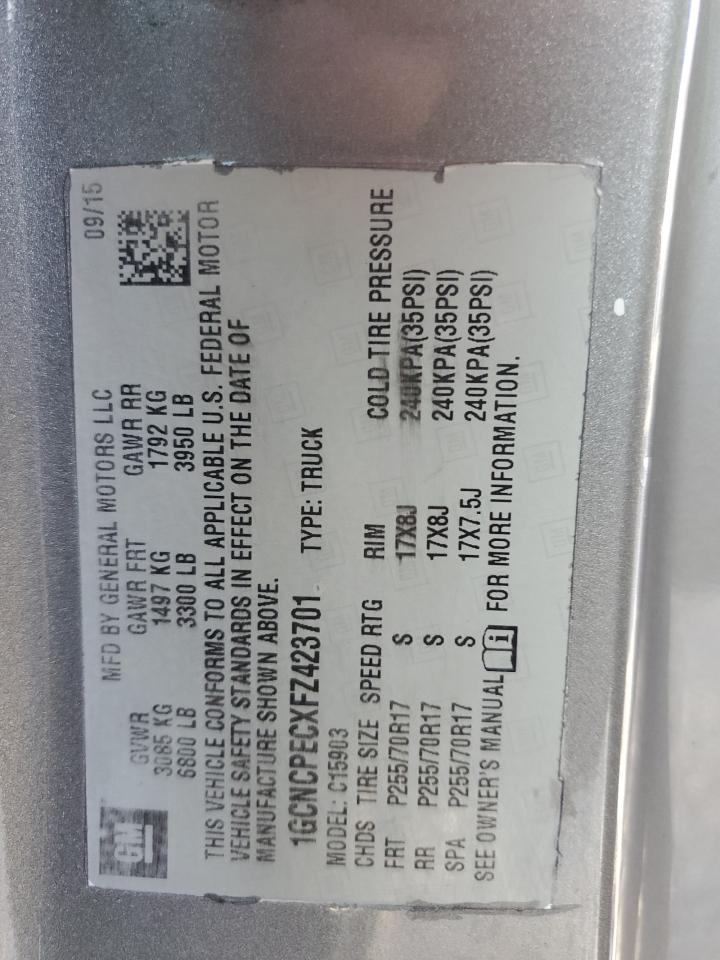 GM
MFD BY GENERAL MOTORS LLC 09/15
GVWR GAWR FRT GAWR RR
3085 KG 1497 KG 1792 KG
6800 LB 3300 LB 3950 LB
THIS VEHICLE CONFORMS TO ALL APPLICABLE U.S. FEDERAL MOTOR
VEHICLE SAFETY STANDARDS IN EFFECT ON THE DATE OF
MANUFACTURE SHOWN ABOVE.
1GCNCPECXFZ423701 TYPE: TRUCK
MODEL: C15903
CHDS TIRE SIZE SPEED RTG RIM COLD TIRE PRESSURE
FRT P255/70R17 S 17X8J 240KPA(35PSI)
RR P255/70R17 S 17X8J 240KPA(35PSI)
SPA P255/70R17 S 17X7.5J 240KPA(35PSI)
SEE OWNER'S MANUAL i FOR MORE INFORMATION.